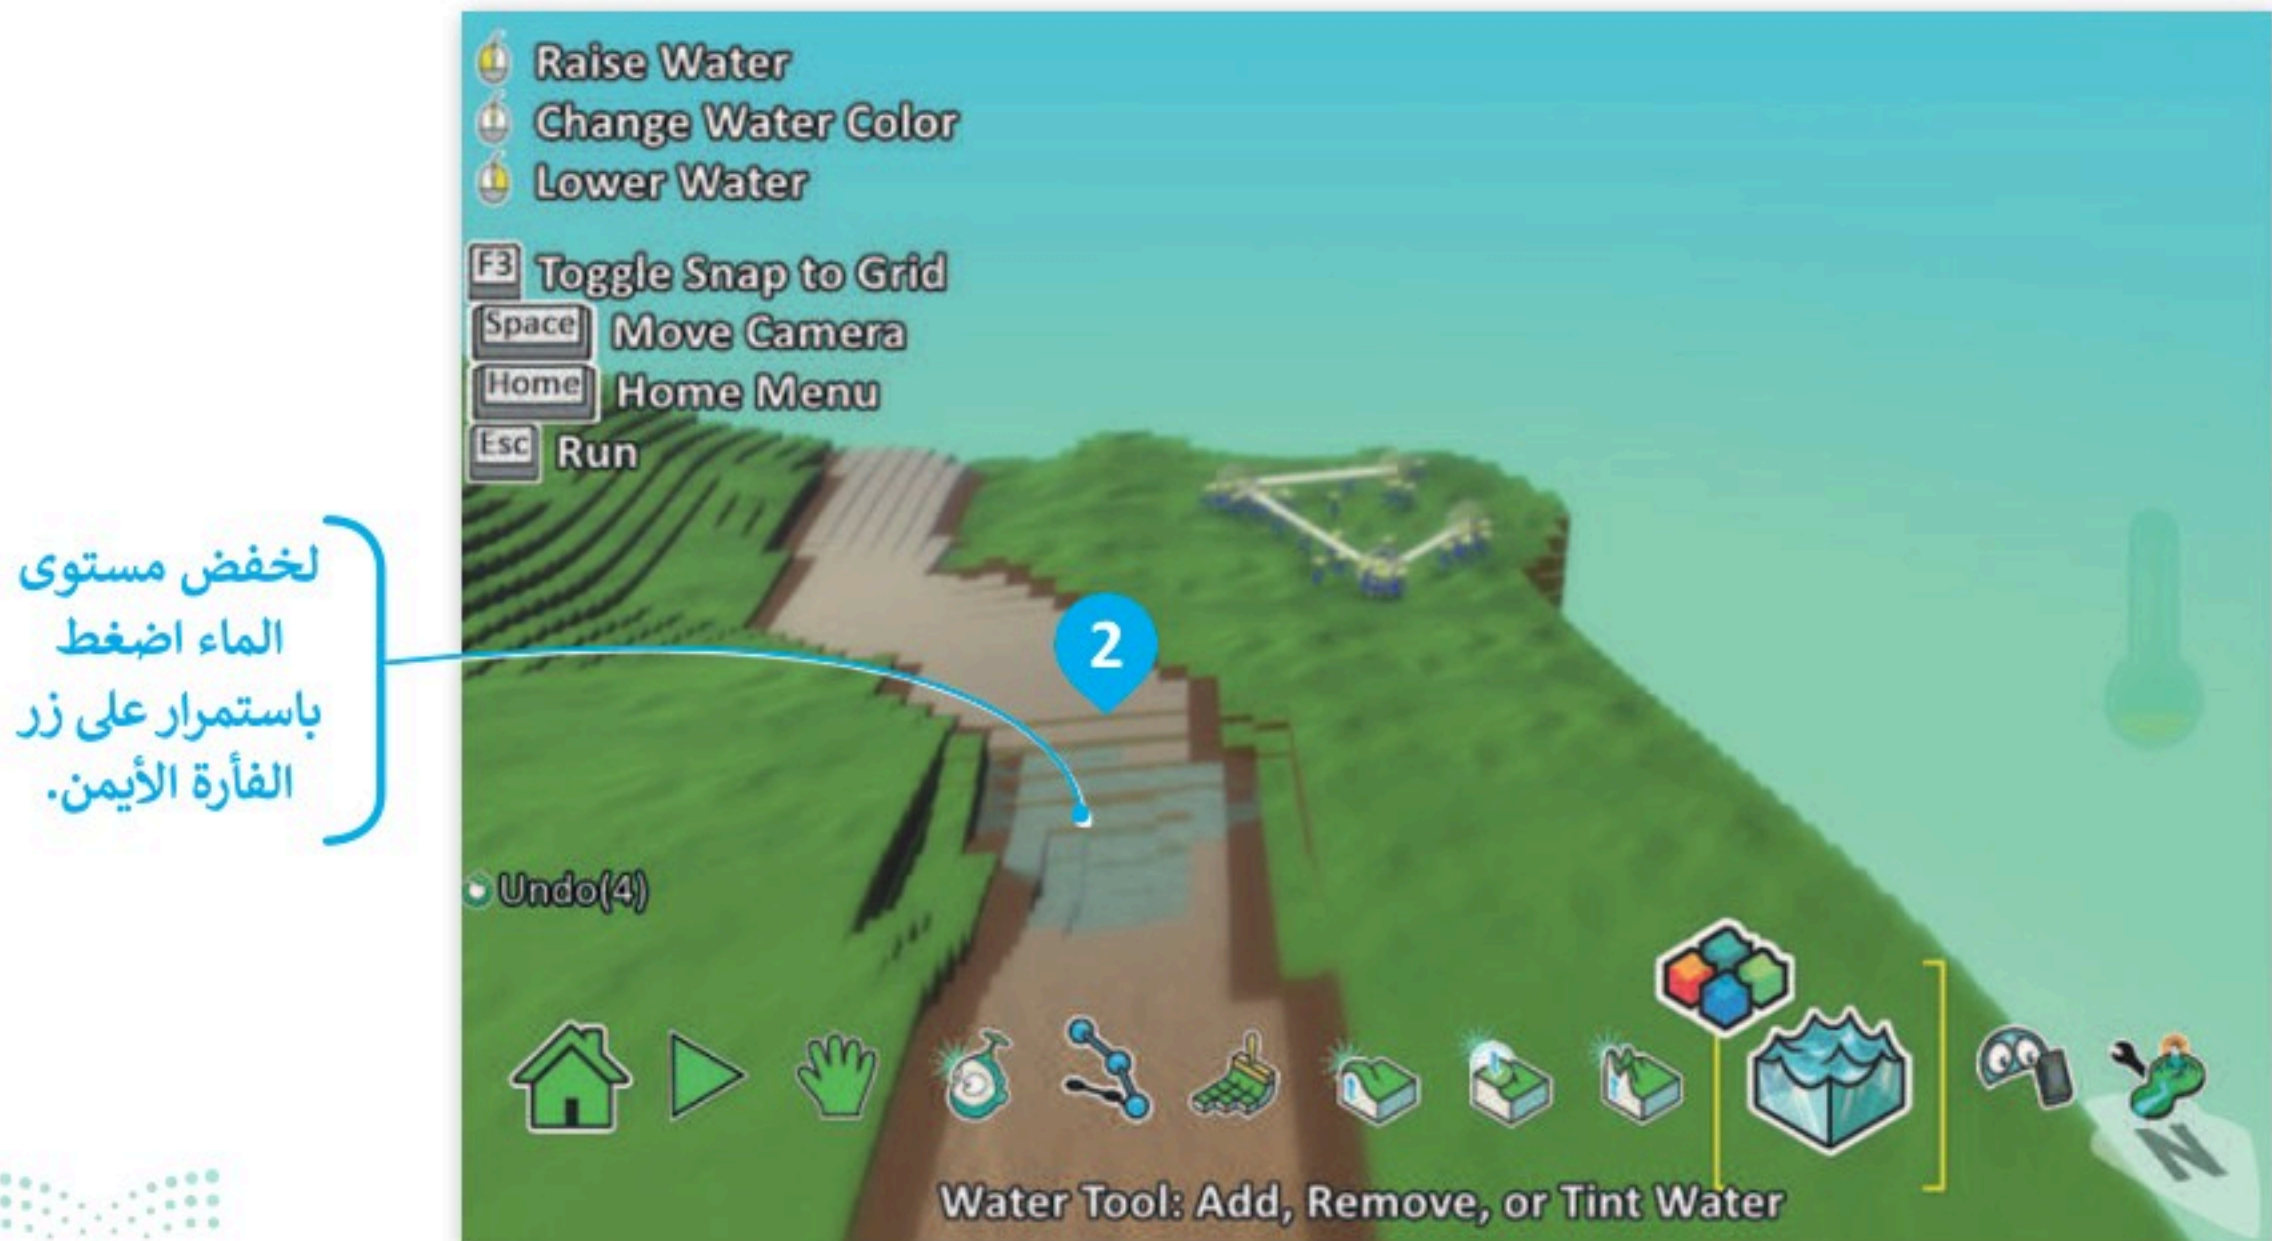 Raise Water
Change Water Color
Lower Water
F3 Toggle Snap to Grid
Space Move Camera
Home Home Menu
Esc Run
لخفض مستوى
الماء اضغط
باستمرار على زر
الفأرة الأيمن.
2
Undo(4)
Water Tool: Add, Remove, or Tint Water
N